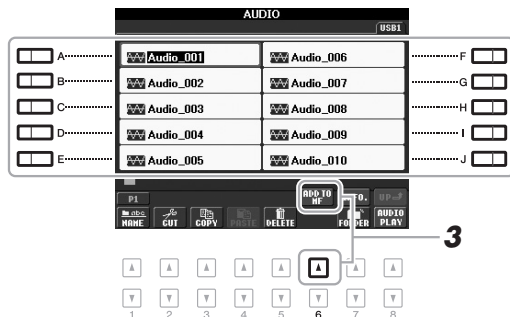 AUDIO
USB1
A Audio_001 Audio_006 F
B Audio_002 Audio_007 G
C Audio_003 Audio_008 H
D Audio_004 Audio_009 I
E Audio_005 Audio_010 J
P1 ADD TO MF UP
abc NAME CUT COPY PASTE DELETE FOLDER AUDIO PLAY
3
1 2 3 4 5 6 7 8